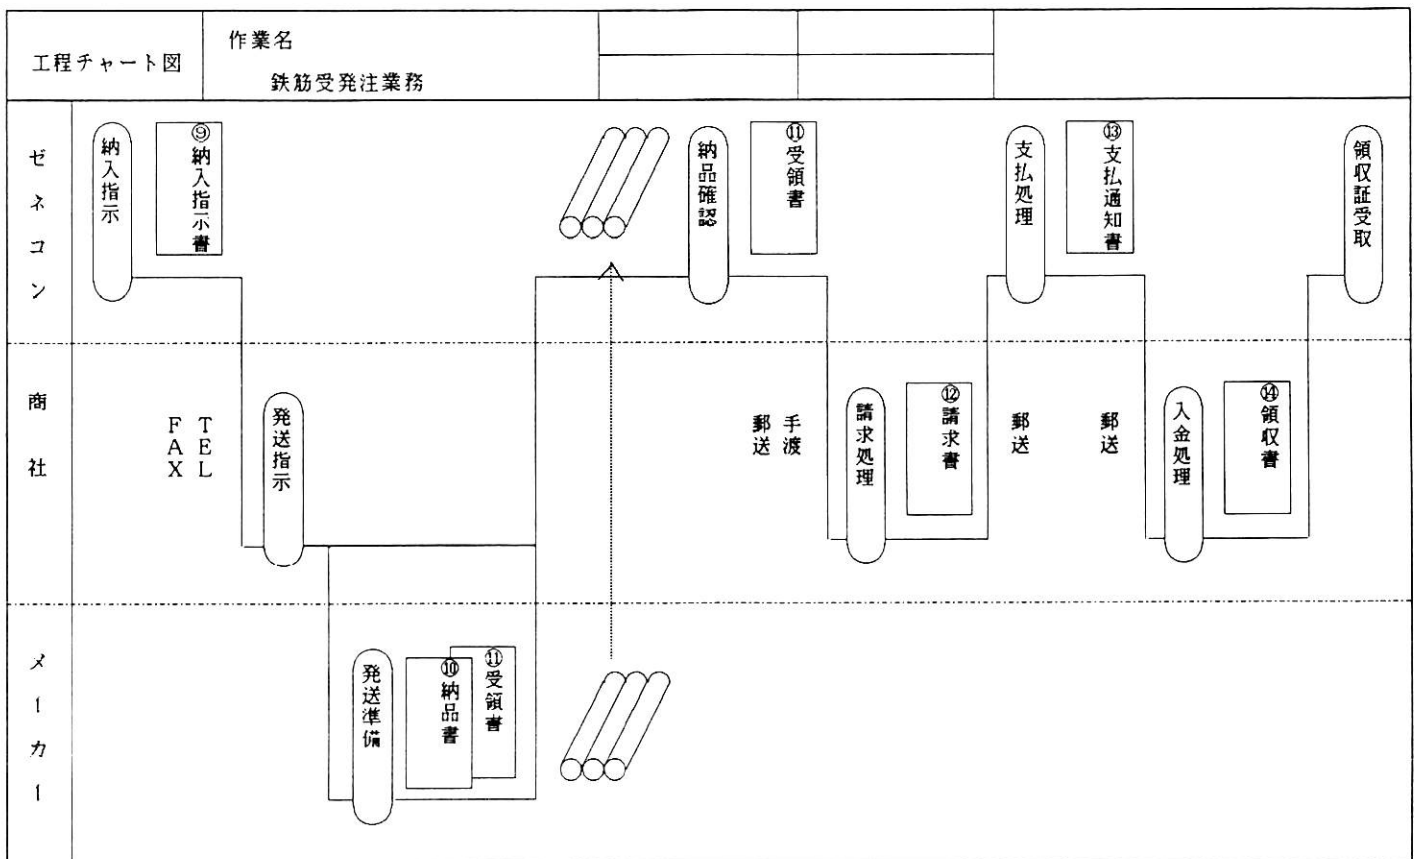 工程チャート図
作業名
鉄筋受発注業務
ゼネコン
納入指示
⑨納入指示書
納品確認
⑪受領書
支払処理
⑬支払通知書
領収証受取
商社
TEL
FAX
発送指示
手渡
郵送
請求処理
⑫請求書
郵送
郵送
入金処理
⑭領収書
メーカー
発送準備
⑩納品書
⑪受領書